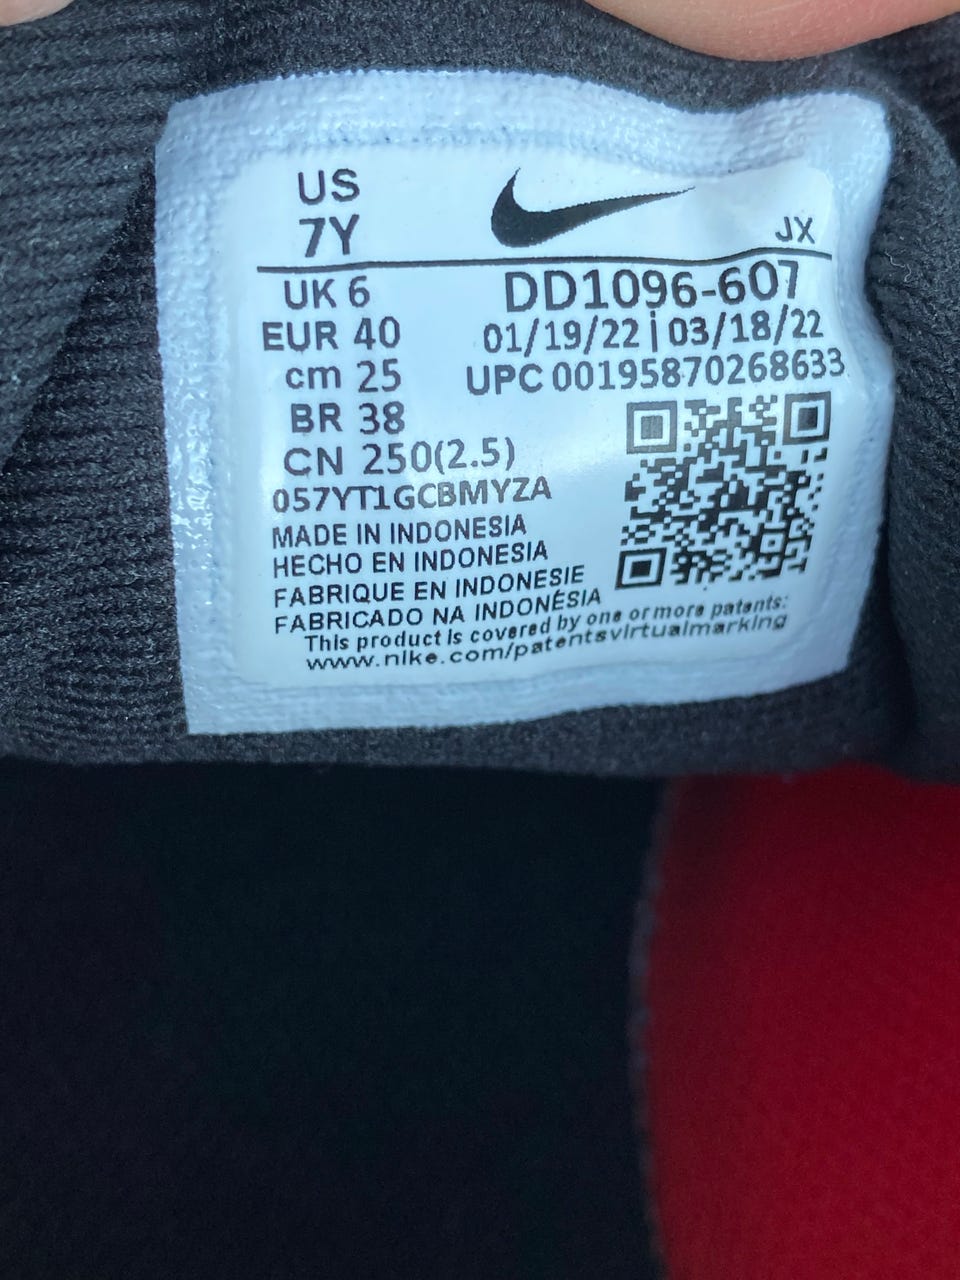 US
7Y
JX
UK 6
EUR 40
cm 25
BR 38
CN 250(2.5)
DD1096-607
01/19/22 | 03/18/22
UPC 00195870268633
057YT1GCBMYZA
MADE IN INDONESIA
HECHO EN INDONESIA
FABRIQUE EN INDONESIE
FABRICADO NA INDONÉSIA
This product is covered by one or more patents:
www.nike.com/patentsvirtualmarking